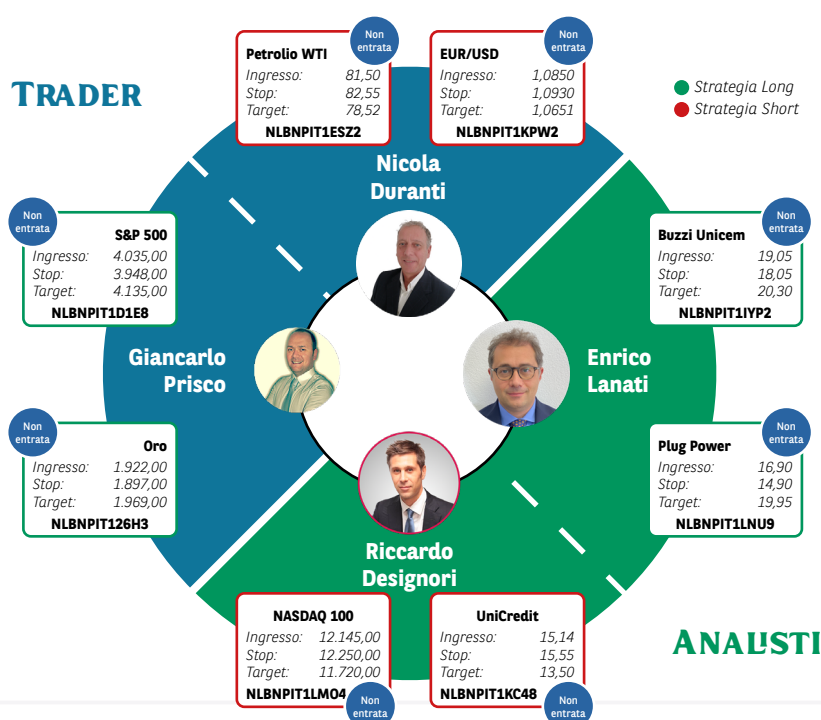 TRADER
Non
entrata
Petrolio WTI
Ingresso: 81,50
Stop: 82,55
Target: 78,52
NLBNPIT1ESZ2
Non
entrata
EUR/USD
Ingresso: 1,0850
Stop: 1,0930
Target: 1,0651
NLBNPIT1KPW2
Strategia Long
Strategia Short
Nicola
Duranti
Non
entrata
S&P 500
Ingresso: 4.035,00
Stop: 3.948,00
Target: 4.135,00
NLBNPIT1D1E8
Non
entrata
Buzzi Unicem
Ingresso: 19,05
Stop: 18,05
Target: 20,30
NLBNPIT1IYP2
Giancarlo
Prisco
Enrico
Lanati
Non
entrata
Oro
Ingresso: 1.922,00
Stop: 1.897,00
Target: 1.969,00
NLBNPIT126H3
Non
entrata
Plug Power
Ingresso: 16,90
Stop: 14,90
Target: 19,95
NLBNPIT1LNU9
Riccardo
Designori
NASDAQ 100
Ingresso: 12.145,00
Stop: 12.250,00
Target: 11.720,00
NLBNPIT1LMO4
Non
entrata
UniCredit
Ingresso: 15,14
Stop: 15,55
Target: 13,50
NLBNPIT1KC48
Non
entrata
ANALISTI